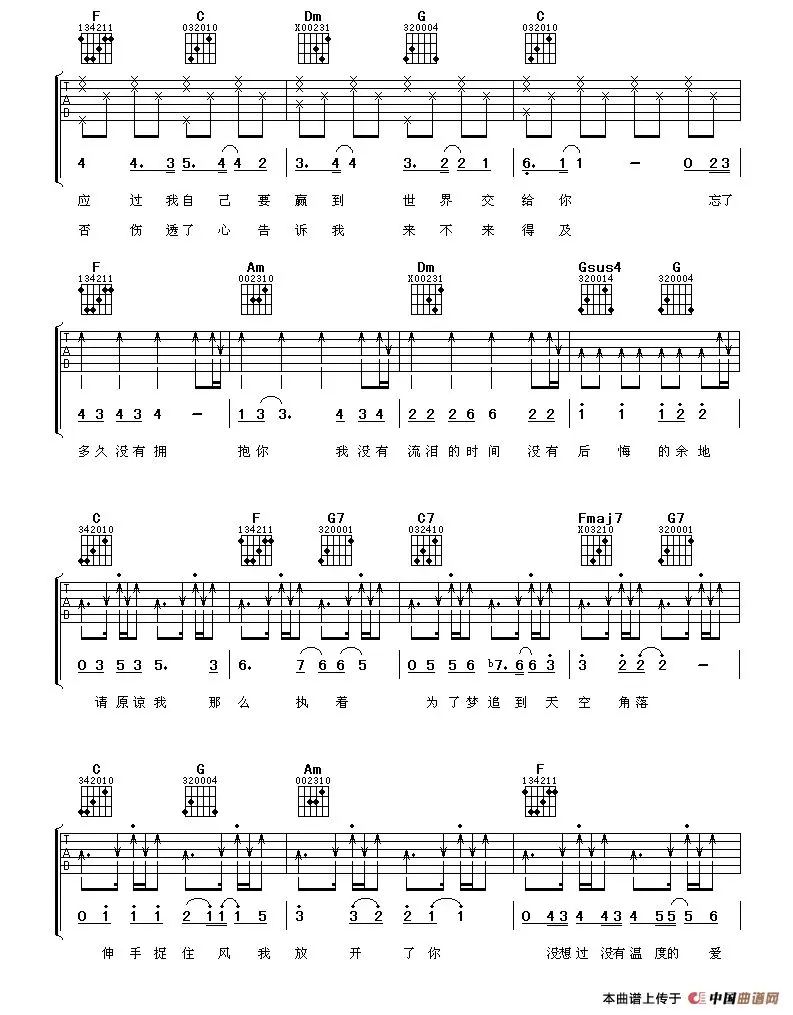 F C Dm G C
134211 032010 X00231 320004 032010
T
A
B
4 4. 3 5. 4 4 2 | 3. 4 4 3. 2 2 1 | 6. 1 1 - 0 2 3
应 过 我 自 己 要 赢 到 世 界 交 给 你 忘 了
否 伤 透 了 心 告 诉 我 来 不 来 得 及
F Am Dm Gsus4 G
134211 002310 X00231 320014 320004
T
A
B
4 3 4 3 4 - | 1 3 3. 4 3 4 | 2 2 2 6 6 2 2 | 1 1 1 2 2
多 久 没 有 拥 抱 你 我 没 有 流 泪 的 时 间 没 有 后 悔 的 余 地
C F G7 C7 Fmaj7 G7
342010 134211 320001 032410 X03210 320001
T
A
B
0 3 5 3 5. 3 | 6. 7 6 6 5 | 0 5 5 6 b7. 6 6 3 | 3 2 2 2 -
请 原 谅 我 那 么 执 着 为 了 梦 追 到 天 空 角 落
C G Am F
342010 320004 002310 134211
T
A
B
0 1 1 1 2 1 1 1 5 | 3 3 2 2 1 1 | 0 4 3 4 4 3 4 5 5 5 6
伸 手 捉 住 风 我 放 开 了 你 没 想 过 没 有 温 度 的 爱
本曲谱上传于 中国曲谱网